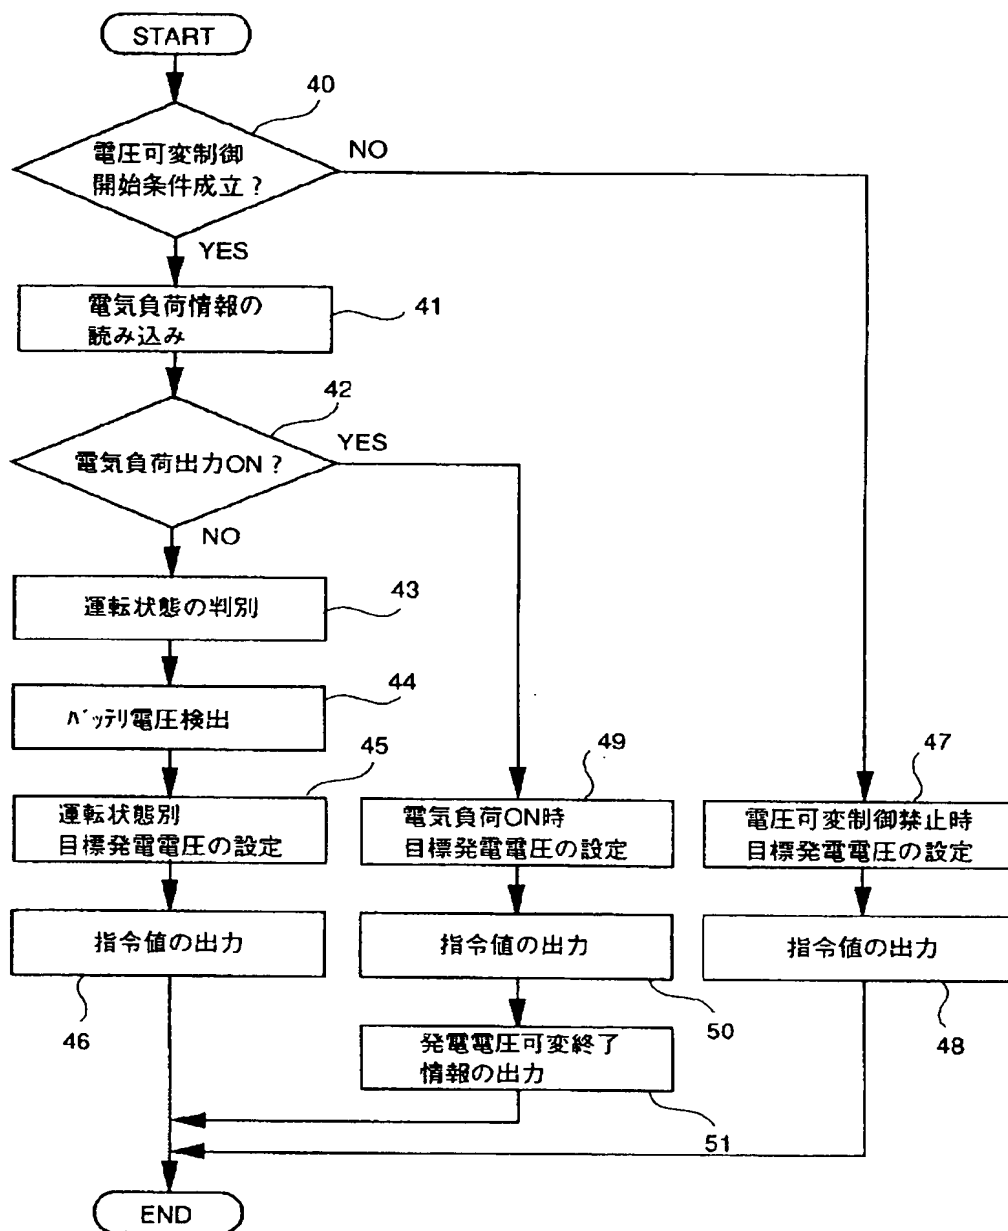 START
40
電圧可変制御
開始条件成立？
NO
YES
電気負荷情報の
読み込み
41
42
電気負荷出力ON？
YES
NO
運転状態の判別
43
ﾊﾞｯﾃﾘ電圧検出
44
45
運転状態別
目標発電電圧の設定
49
電気負荷ON時
目標発電電圧の設定
47
電圧可変制御禁止時
目標発電電圧の設定
指令値の出力
46
指令値の出力
50
指令値の出力
48
発電電圧可変終了
情報の出力
51
END